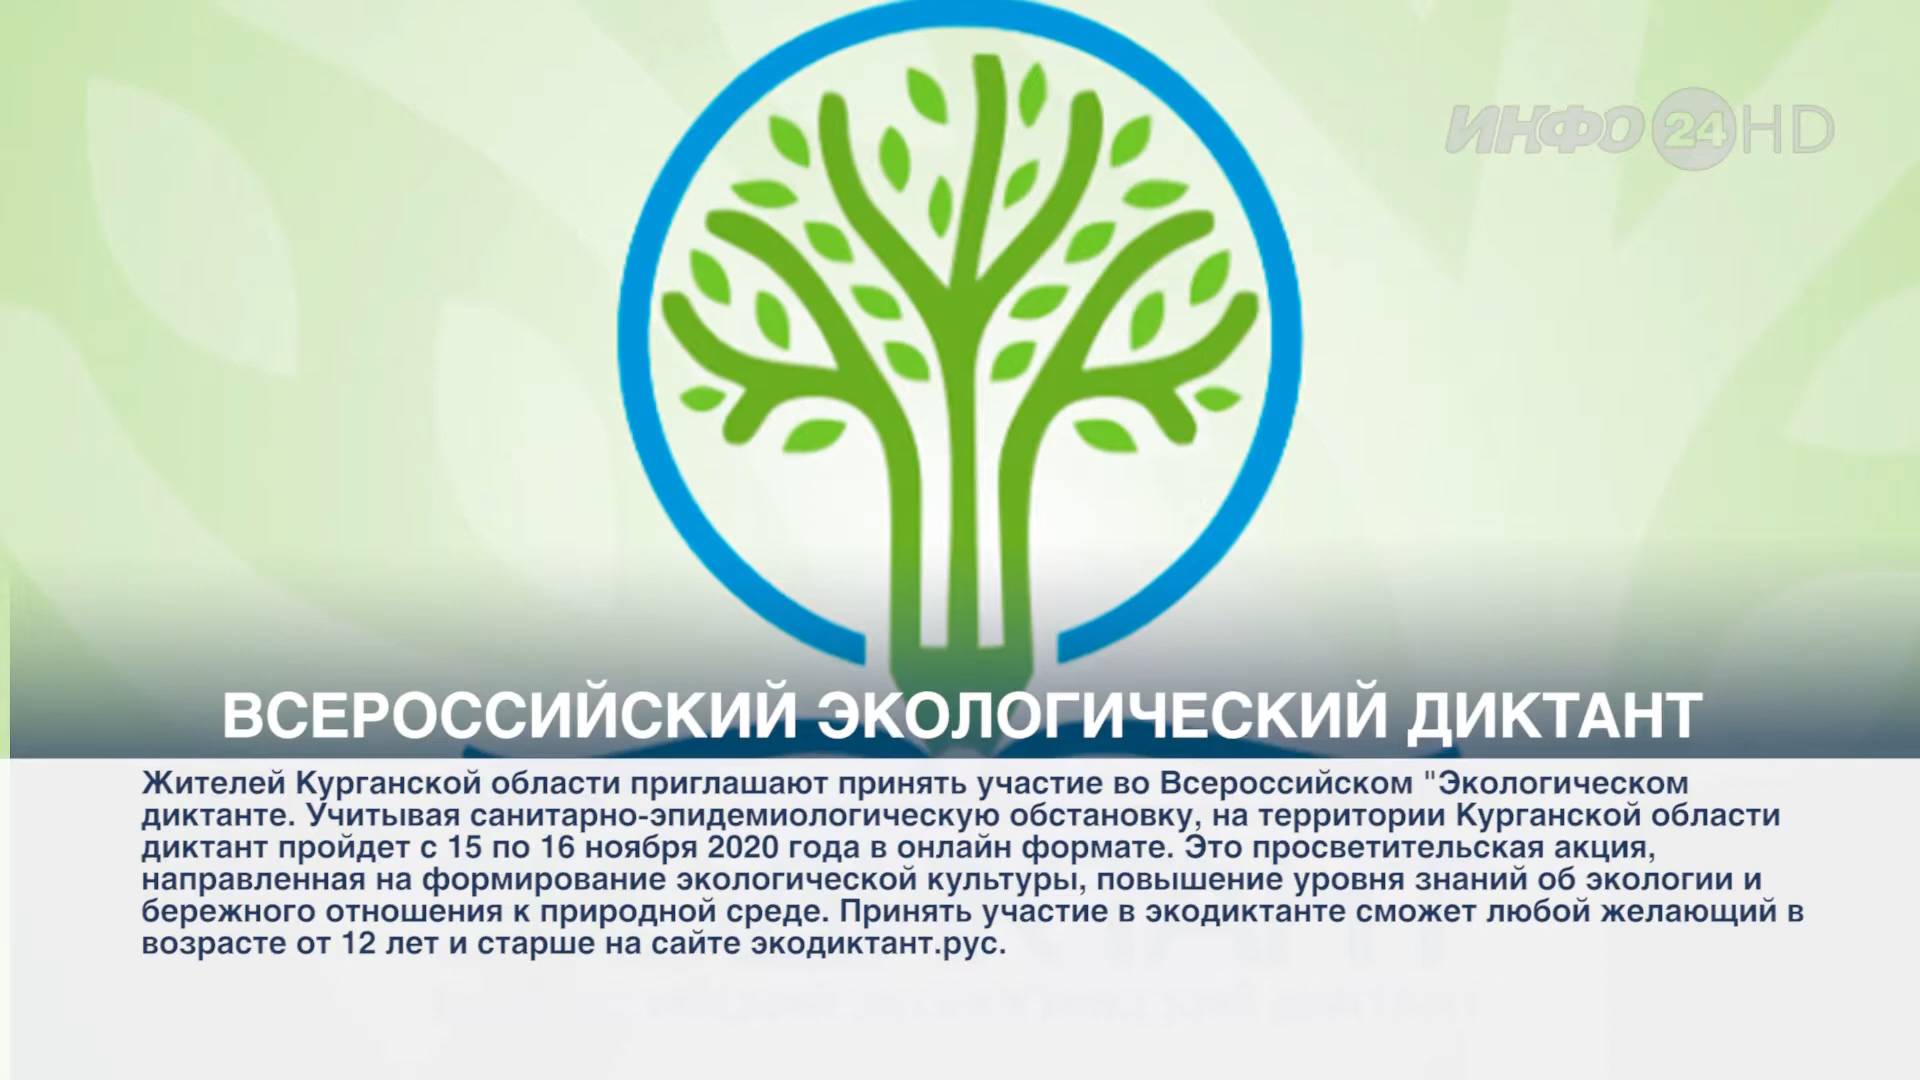 ИНФО 24 HD
ВСЕРОССИЙСКИЙ ЭКОЛОГИЧЕСКИЙ ДИКТАНТ
Жителей Курганской области приглашают принять участие во Всероссийском "Экологическом
диктанте. Учитывая санитарно-эпидемиологическую обстановку, на территории Курганской области
диктант пройдет с 15 по 16 ноября 2020 года в онлайн формате. Это просветительская акция,
направленная на формирование экологической культуры, повышение уровня знаний об экологии и
бережного отношения к природной среде. Принять участие в экодиктанте сможет любой желающий в
возрасте от 12 лет и старше на сайте экодиктант.рус.